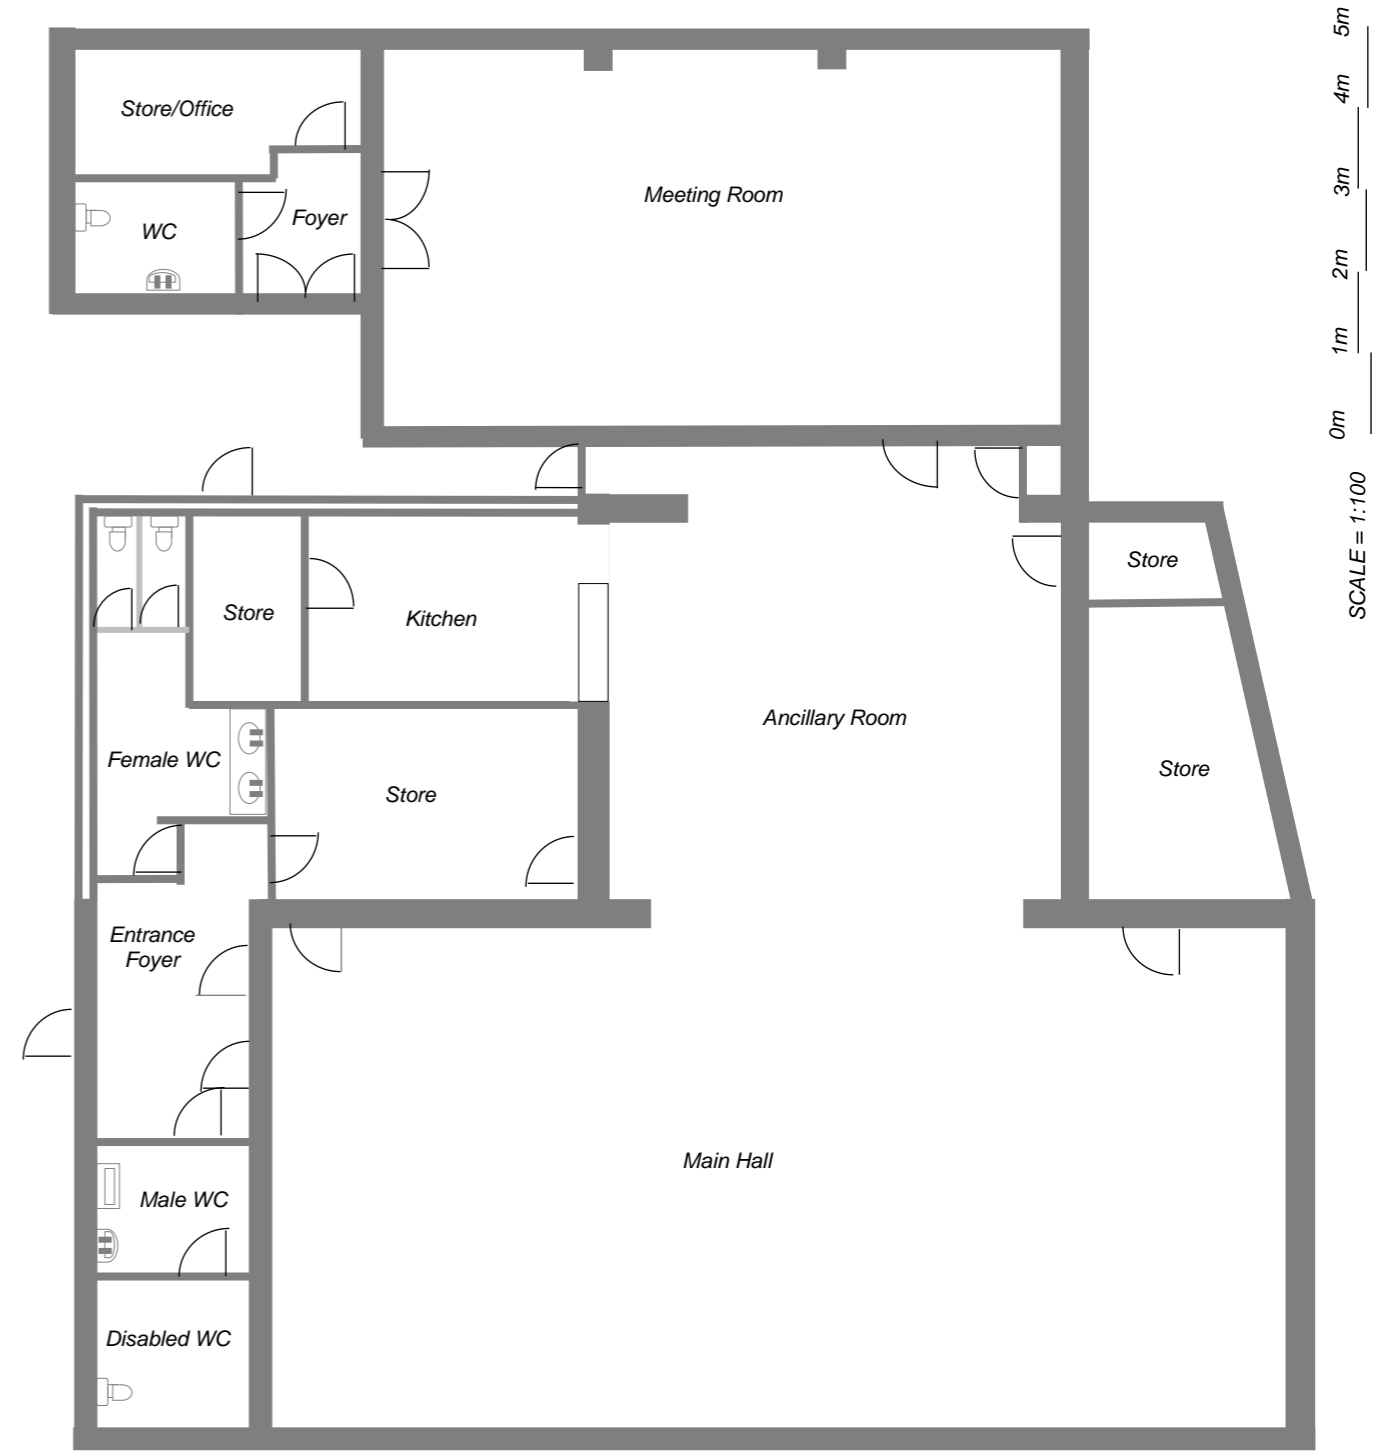 Store/Office
WC
Foyer
Meeting Room
5m
4m
3m
2m
1m
0m
SCALE = 1:100
Store
Kitchen
Store
Ancillary Room
Store
Female WC
Store
Entrance
Foyer
Main Hall
Male WC
Disabled WC